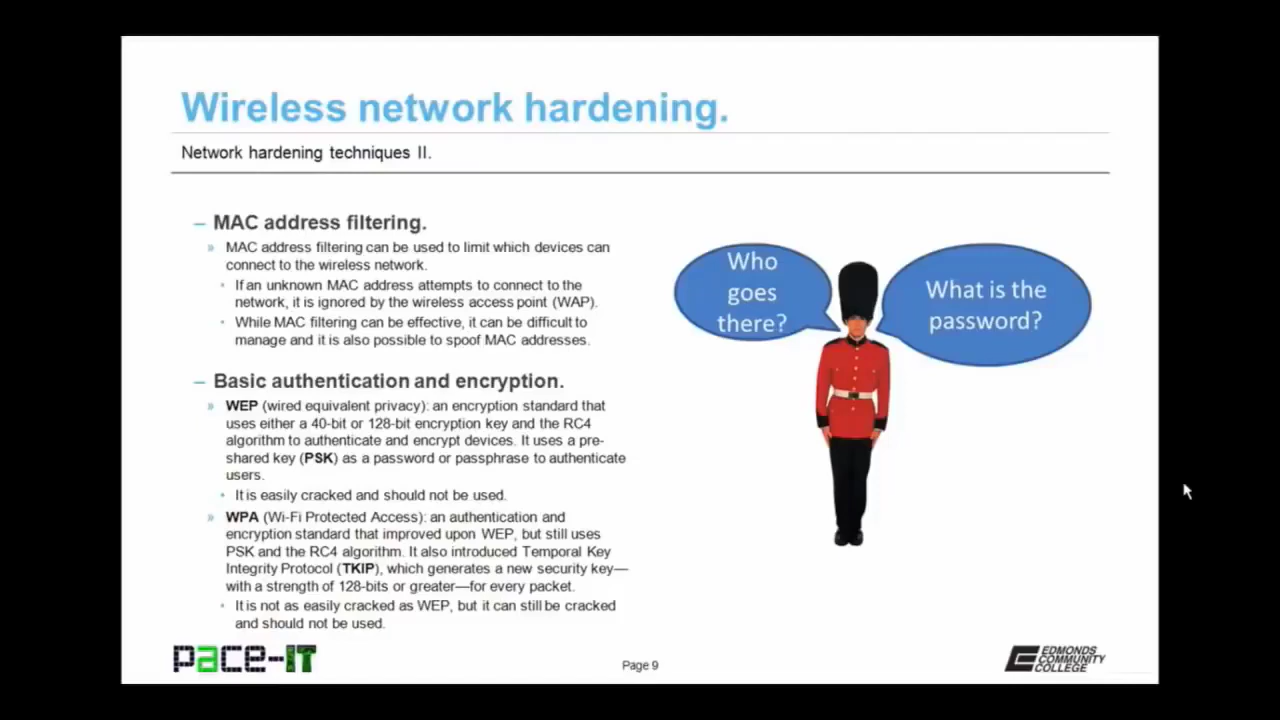 Wireless network hardening.
Network hardening techniques II.
– MAC address filtering.
» MAC address filtering can be used to limit which devices can
connect to the wireless network.
• If an unknown MAC address attempts to connect to the
network, it is ignored by the wireless access point (WAP).
• While MAC filtering can be effective, it can be difficult to
manage and it is also possible to spoof MAC addresses.
– Basic authentication and encryption.
» WEP (wired equivalent privacy): an encryption standard that
uses either a 40-bit or 128-bit encryption key and the RC4
algorithm to authenticate and encrypt devices. It uses a pre-
shared key (PSK) as a password or passphrase to authenticate
users.
• It is easily cracked and should not be used.
» WPA (Wi-Fi Protected Access): an authentication and
encryption standard that improved upon WEP, but still uses
PSK and the RC4 algorithm. It also introduced Temporal Key
Integrity Protocol (TKIP), which generates a new security key—
with a strength of 128-bits or greater—for every packet.
• It is not as easily cracked as WEP, but it can still be cracked
and should not be used.
Who
goes
there?
What is the
password?
pace-IT
Page 9
EDMONDS
COMMUNITY
COLLEGE